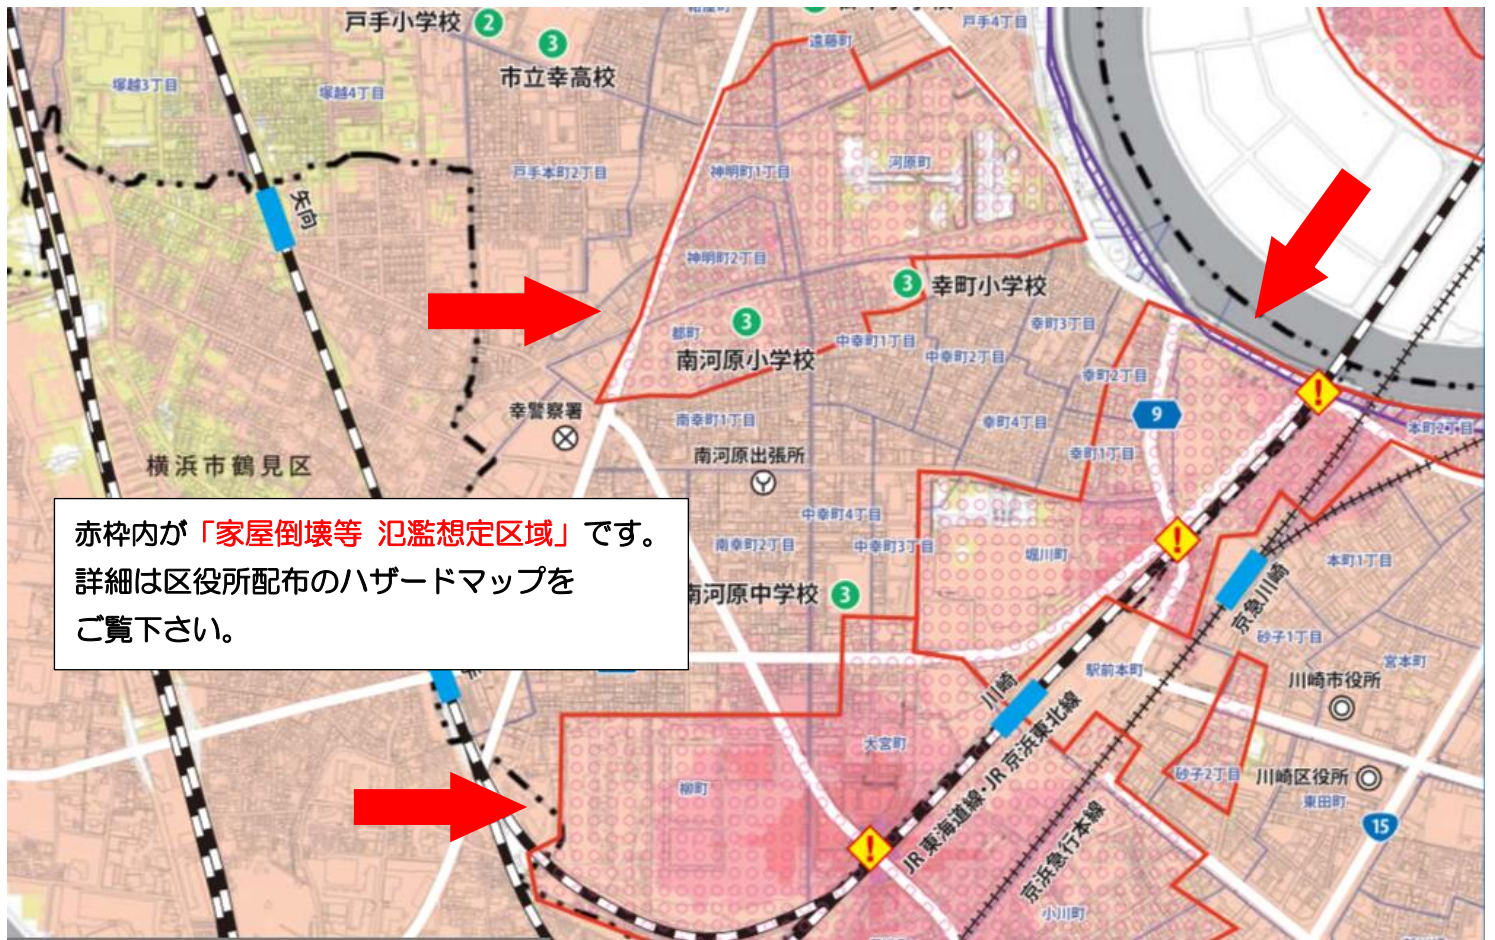 戸手小学校
2
3
市立幸高校
遠藤町
戸手4丁目
塚越3丁目
塚越4丁目
戸手本町2丁目
神明町1丁目
河原町
矢向
神明町2丁目
3
幸町小学校
都町
3
南河原小学校
中幸町1丁目
幸町3丁目
中幸町2丁目
幸町2丁目
幸警察署
南幸町1丁目
幸町4丁目
9
本町2丁目
幸町1丁目
横浜市鶴見区
南河原出張所
赤枠内が「家屋倒壊等 氾濫想定区域」です。
詳細は区役所配布のハザードマップを
ご覧下さい。
中幸町4丁目
南幸町2丁目
中幸町3丁目
堀川町
本町1丁目
南河原中学校
3
京急川崎
砂子1丁目
宮本町
駅前本町
川崎市役所
川崎
大宮町
JR東海道線・JR京浜東北線
柳町
砂子2丁目
川崎区役所
東田町
15
京浜急行本線
小川町